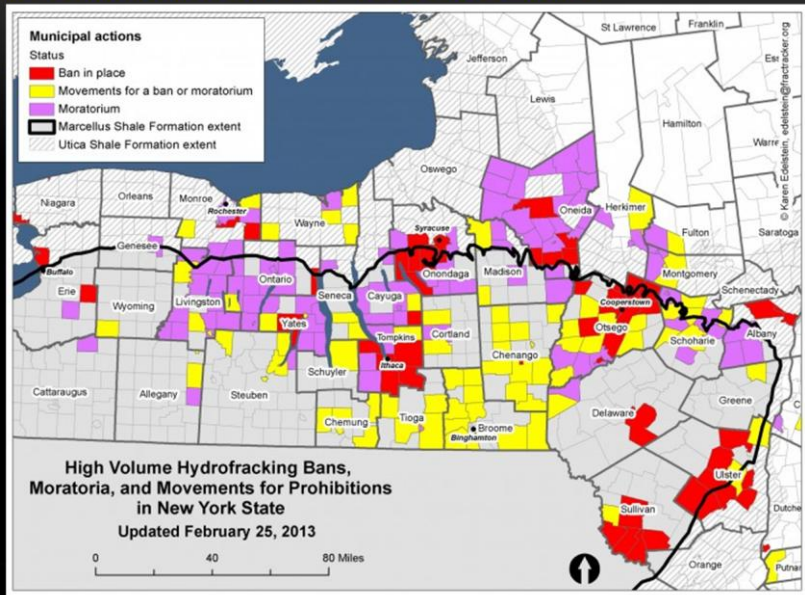 Municipal actions
Status
Ban in place
Movements for a ban or moratorium
Moratorium
Marcellus Shale Formation extent
Utica Shale Formation extent
© Karen Edelstein, edelstein@fractracker.org
St Lawrence
Franklin
Jefferson
Lewis
Hamilton
Oswego
Oneida
Herkimer
Niagara
Orleans
Monroe
Rochester
Wayne
Syracuse
Fulton
Saratoga
Genesee
Onondaga
Madison
Montgomery
Schenectady
Buffalo
Erie
Wyoming
Livingston
Ontario
Seneca
Cayuga
Cooperstown
Otsego
Schoharie
Albany
Yates
Tompkins
Cortland
Chenango
Ithaca
Schuyler
Cattaraugus
Allegany
Steuben
Chemung
Tioga
Broome
Binghamton
Delaware
Greene
Ulster
Sullivan
Orange
Dutche
Putna
High Volume Hydrofracking Bans,
Moratoria, and Movements for Prohibitions
in New York State
Updated February 25, 2013
0 40 80 Miles